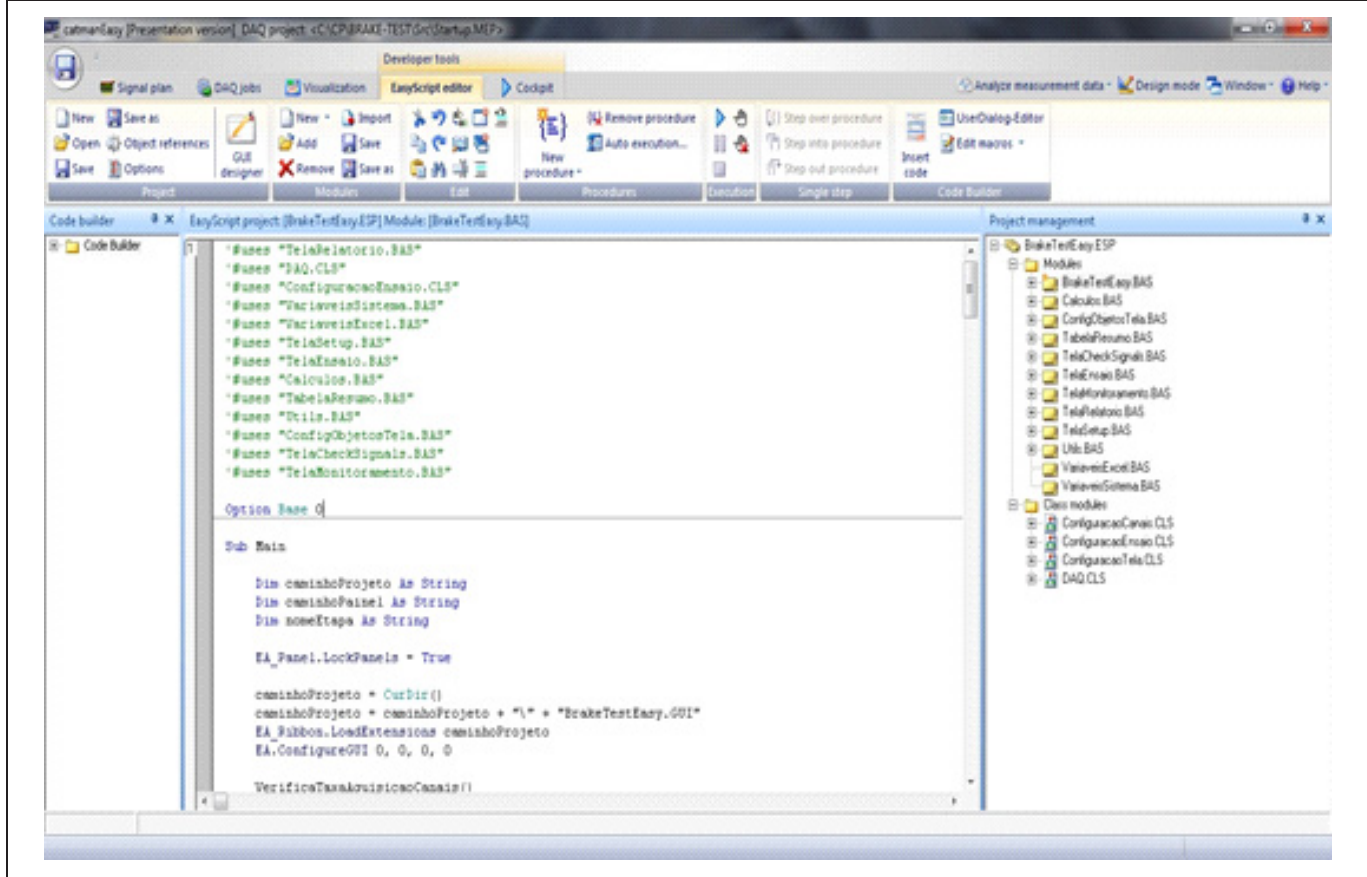 catmanEasy [Presentation version] DAQ project: <C:\CP\BRAKE-TEST\Src\Startup.MEP>
Developer tools
Signal plan DAQ jobs Visualization EasyScript editor Cockpit Analyze measurement data Design mode Window Help
New Save as New Import Remove procedure Step over procedure UserDialog-Editor
Open Object references Add Save Auto execution... Step into procedure Edit macros
Save Options GUI designer Remove Save as New procedure Step out procedure Insert code
Project Modules Edit Procedures Execution Single step Code Builder
Code builder EasyScript project: [BrakeTestEasy.ESP] Module: [BrakeTestEasy.BAS] Project management
Code Builder
1
'#uses "TelaRelatorio.BAS"
'#uses "DAQ.CLS"
'#uses "ConfiguracaoEnsaio.CLS"
'#uses "VariaveisSistema.BAS"
'#uses "VariaveisExcel.BAS"
'#uses "TelaSetup.BAS"
'#uses "TelaEnsaio.BAS"
'#uses "Calculos.BAS"
'#uses "TabelaResumo.BAS"
'#uses "Utils.BAS"
'#uses "ConfigObjetosTela.BAS"
'#uses "TelaCheckSignals.BAS"
'#uses "TelaMonitoramento.BAS"
Option Base 0
Sub Main
Dim caminhoProjeto As String
Dim caminhoPainel As String
Dim nomeEtapa As String
EA_Panel.LockPanels = True
caminhoProjeto = CurDir()
caminhoProjeto = caminhoProjeto + "\" + "BrakeTestEasy.GUI"
EA_Ribbon.LoadExtensions caminhoProjeto
EA.ConfigureGUI 0, 0, 0, 0
VerificaTaxaAquisicaoCanais()
BrakeTestEasy.ESP
Modules
BrakeTestEasy.BAS
Calculos.BAS
ConfigObjetosTela.BAS
TabelaResumo.BAS
TelaCheckSignals.BAS
TelaEnsaio.BAS
TelaMonitoramento.BAS
TelaRelatorio.BAS
TelaSetup.BAS
Utils.BAS
VariaveisExcel.BAS
VariaveisSistema.BAS
Class modules
ConfiguracaoCanais.CLS
ConfiguracaoEnsaio.CLS
ConfiguracaoTela.CLS
DAQ.CLS